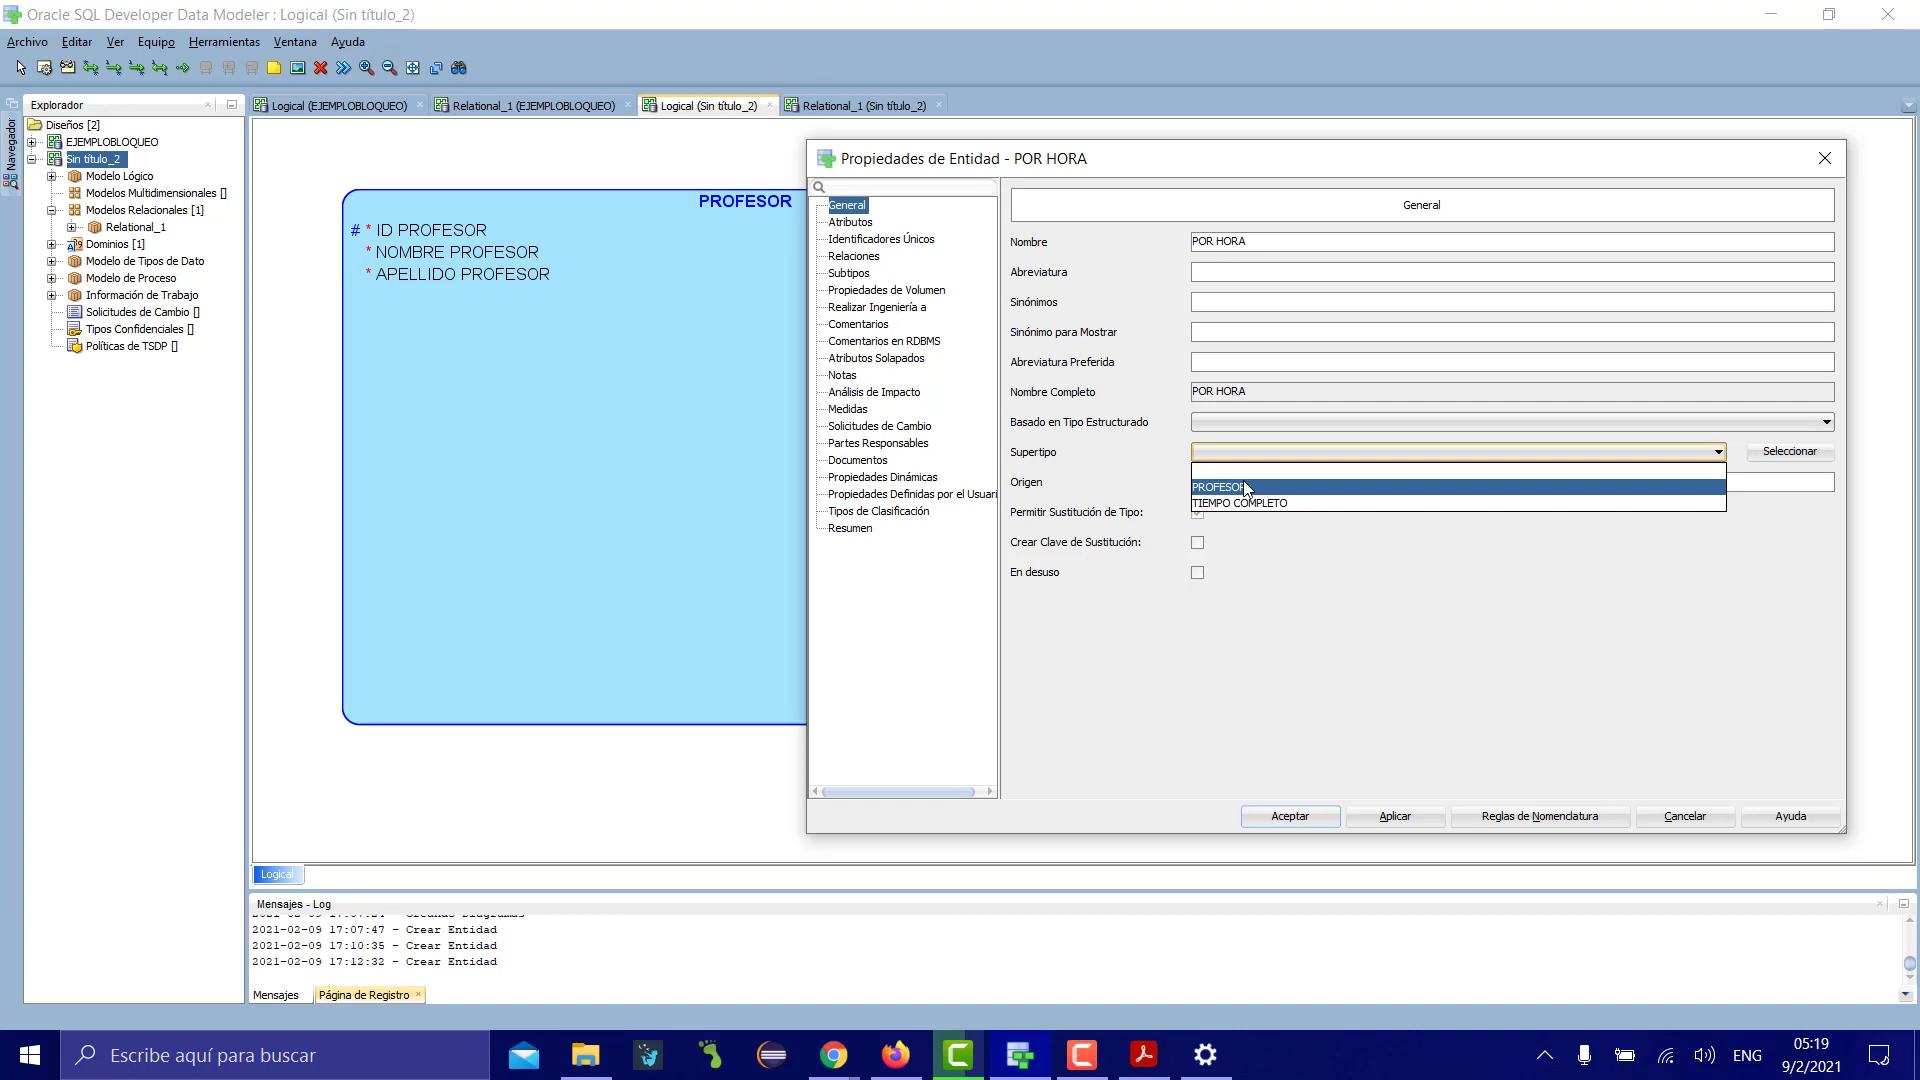 Oracle SQL Developer Data Modeler : Logical (Sin título_2)
Archivo Editar Ver Equipo Herramientas Ventana Ayuda
Explorador
Logical (EJEMPLOBLOQUEO)
Relational_1 (EJEMPLOBLOQUEO)
Logical (Sin título_2)
Relational_1 (Sin título_2)
Navegador
Diseños [2]
EJEMPLOBLOQUEO
Sin título_2
Modelo Lógico
Modelos Multidimensionales []
Modelos Relacionales [1]
Relational_1
Dominios [1]
Modelo de Tipos de Dato
Modelo de Proceso
Información de Trabajo
Solicitudes de Cambio []
Tipos Confidenciales []
Políticas de TSDP []
PROFESOR
# * ID PROFESOR
* NOMBRE PROFESOR
* APELLIDO PROFESOR
Propiedades de Entidad - POR HORA
General
Atributos
Identificadores Únicos
Relaciones
Subtipos
Propiedades de Volumen
Realizar Ingeniería a
Comentarios
Comentarios en RDBMS
Atributos Solapados
Notas
Análisis de Impacto
Medidas
Solicitudes de Cambio
Partes Responsables
Documentos
Propiedades Dinámicas
Propiedades Definidas por el Usuari
Tipos de Clasificación
Resumen
General
Nombre POR HORA
Abreviatura
Sinónimos
Sinónimo para Mostrar
Abreviatura Preferida
Nombre Completo POR HORA
Basado en Tipo Estructurado
Supertipo Seleccionar
PROFESOR
TIEMPO COMPLETO
Origen
Permitir Sustitución de Tipo:
Crear Clave de Sustitución:
En desuso
Aceptar Aplicar Reglas de Nomenclatura Cancelar Ayuda
Logical
Mensajes - Log
2021-02-09 17:07:47 - Crear Entidad
2021-02-09 17:10:35 - Crear Entidad
2021-02-09 17:12:32 - Crear Entidad
Mensajes Página de Registro
Escribe aquí para buscar
ENG
05:19
9/2/2021